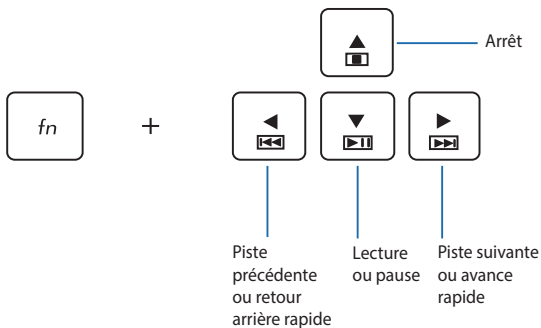 Arrêt
fn
+
Piste
précédente
ou retour
arrière rapide
Lecture
ou pause
Piste suivante
ou avance
rapide